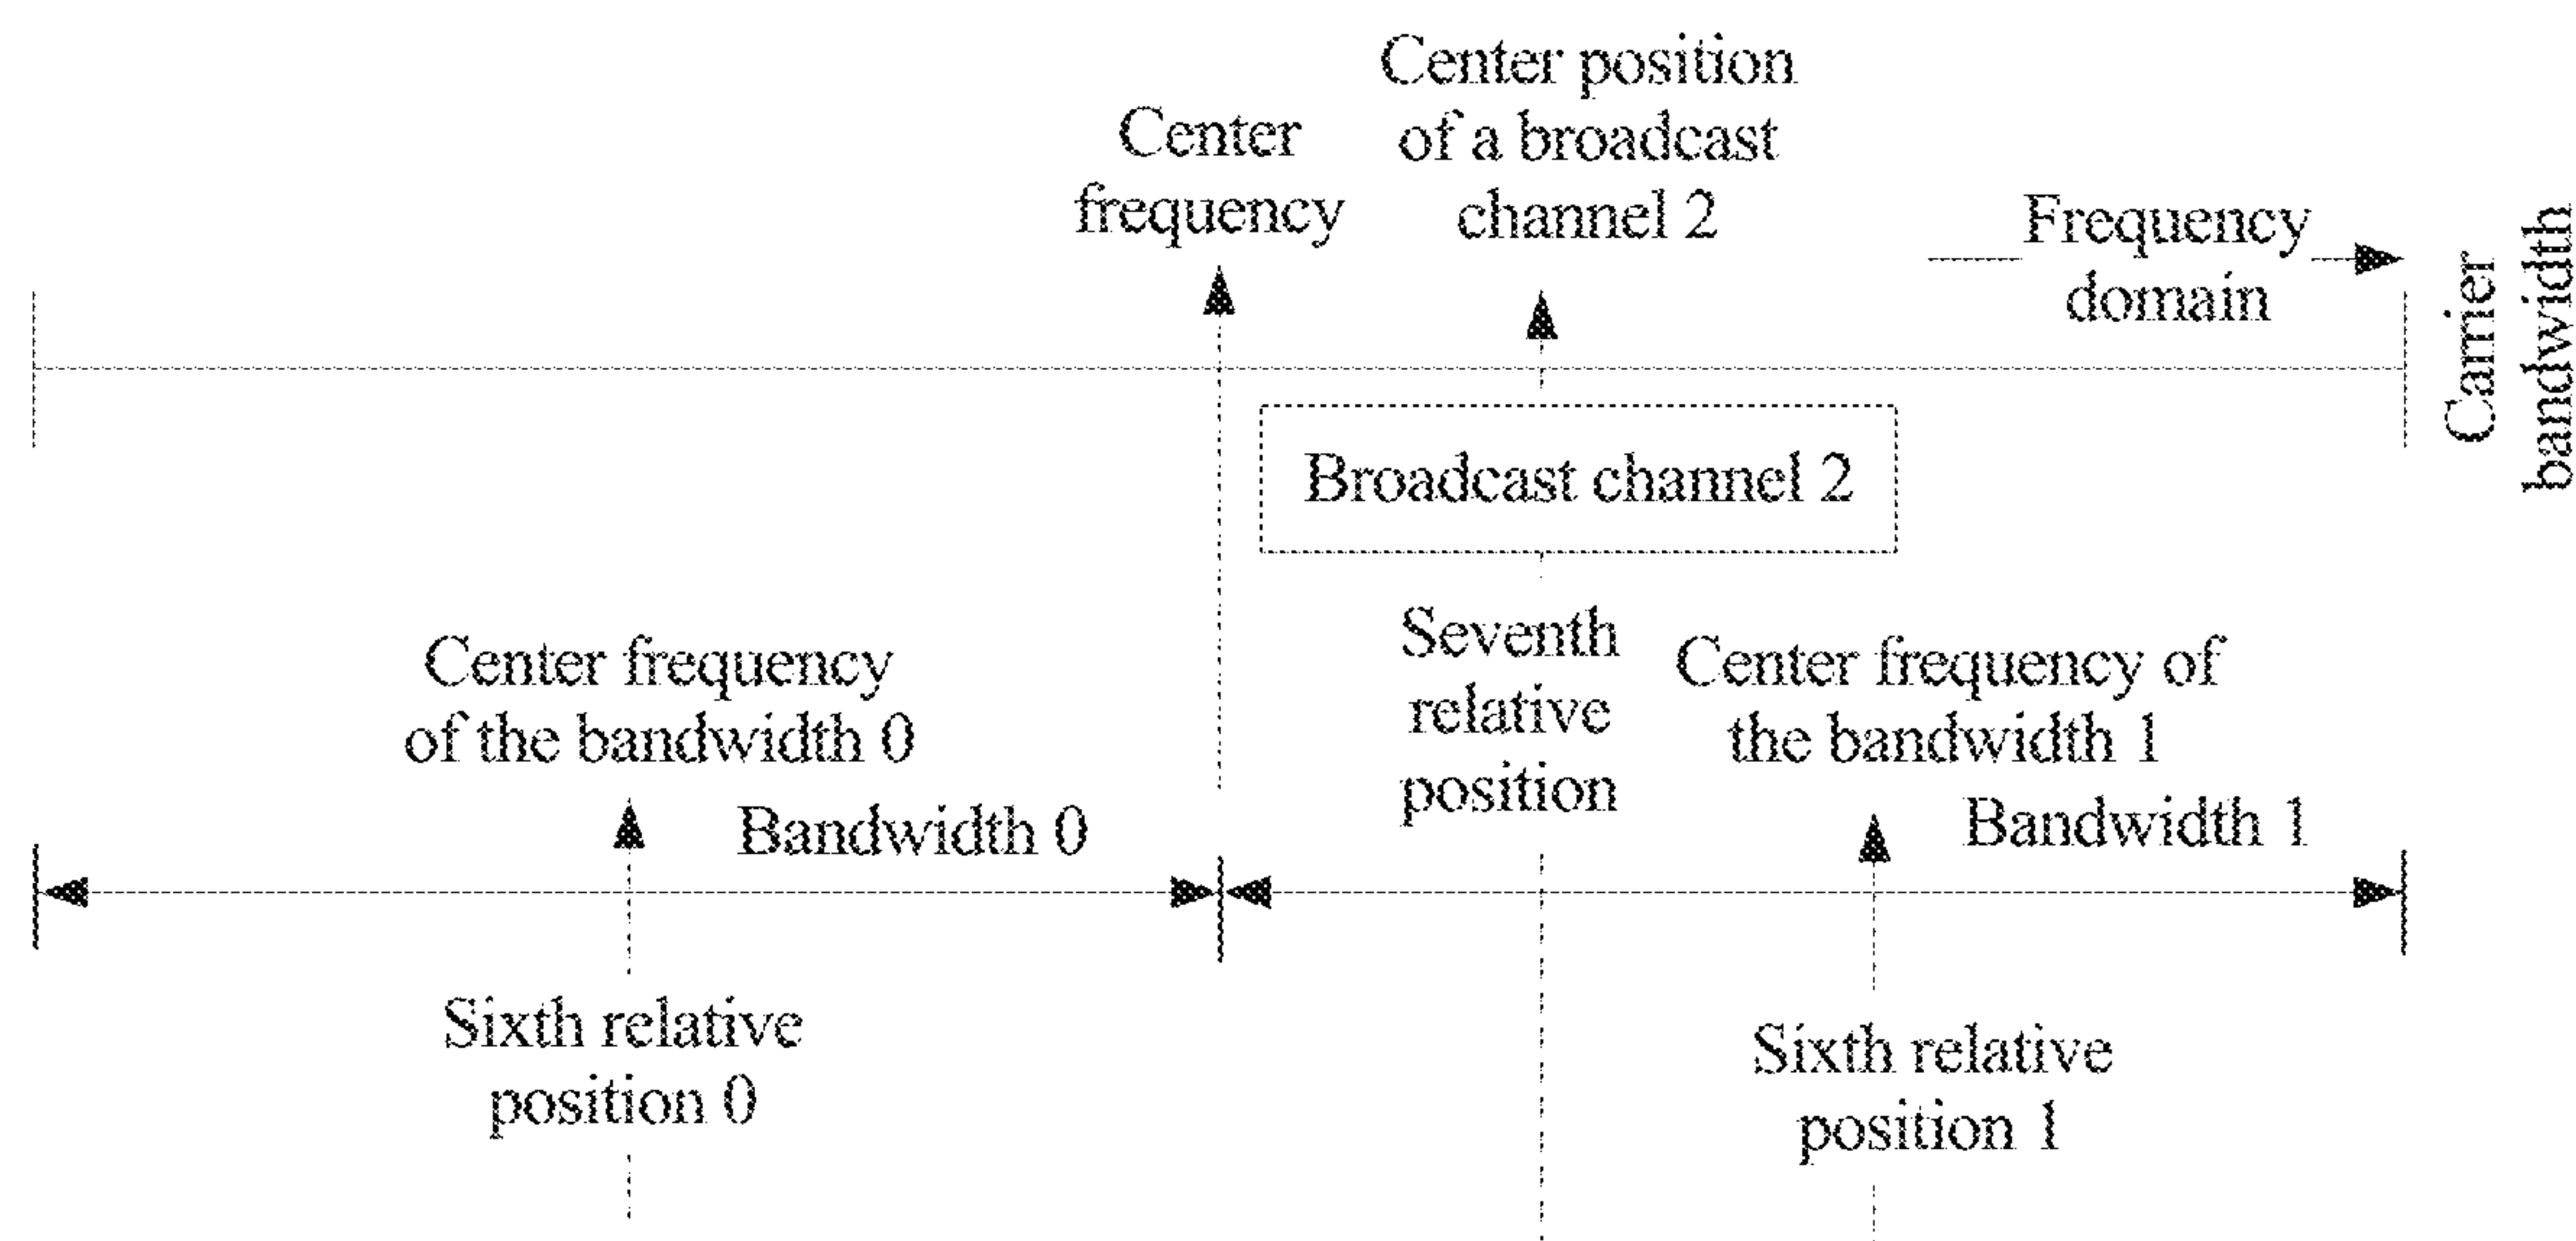 Center position
of a broadcast
channel 2
Center
frequency
Frequency
domain
Carrier
bandwidth
Broadcast channel 2
Seventh
relative
position
Center frequency
of the bandwidth 0
Center frequency of
the bandwidth 1
Bandwidth 0
Bandwidth 1
Sixth relative
position 0
Sixth relative
position 1